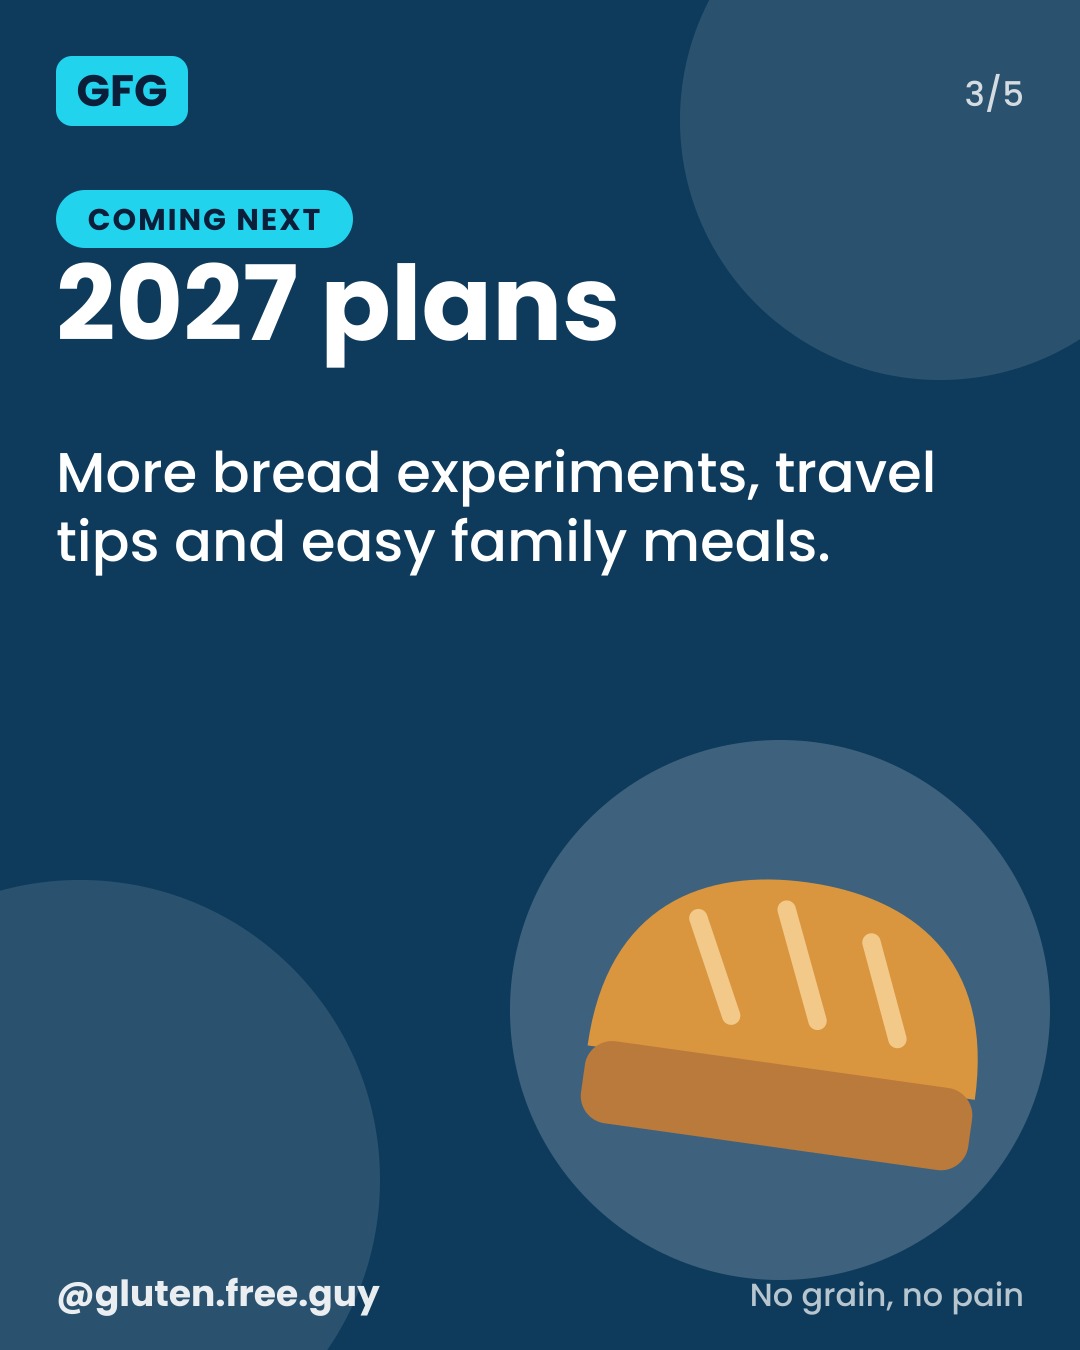 GFG
3/5
COMING NEXT
2027 plans
More bread experiments, travel
tips and easy family meals.
@gluten.free.guy
No grain, no pain